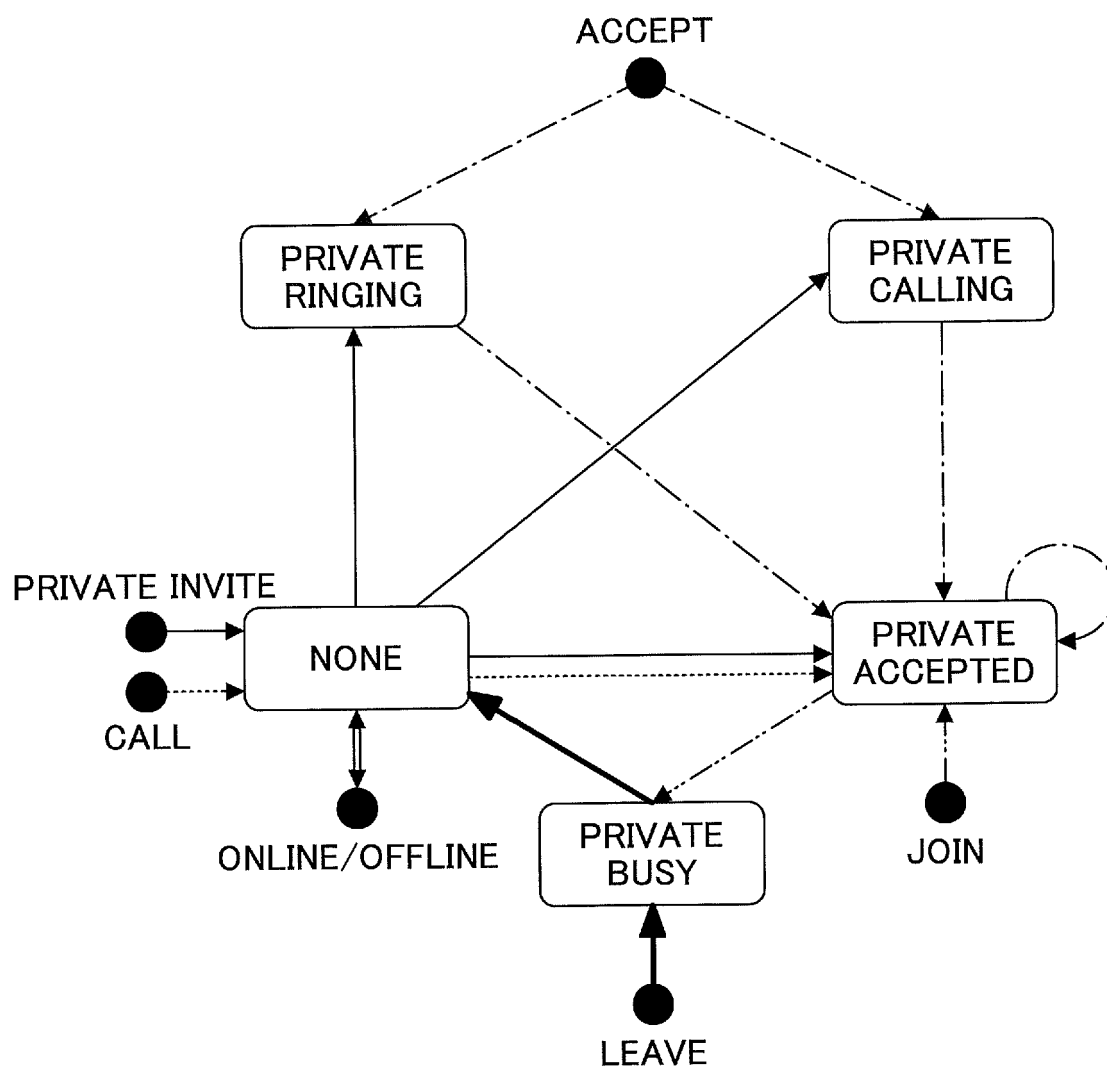 ACCEPT
PRIVATE
RINGING
PRIVATE
CALLING
PRIVATE INVITE
NONE
CALL
PRIVATE
ACCEPTED
ONLINE/OFFLINE
PRIVATE
BUSY
JOIN
LEAVE